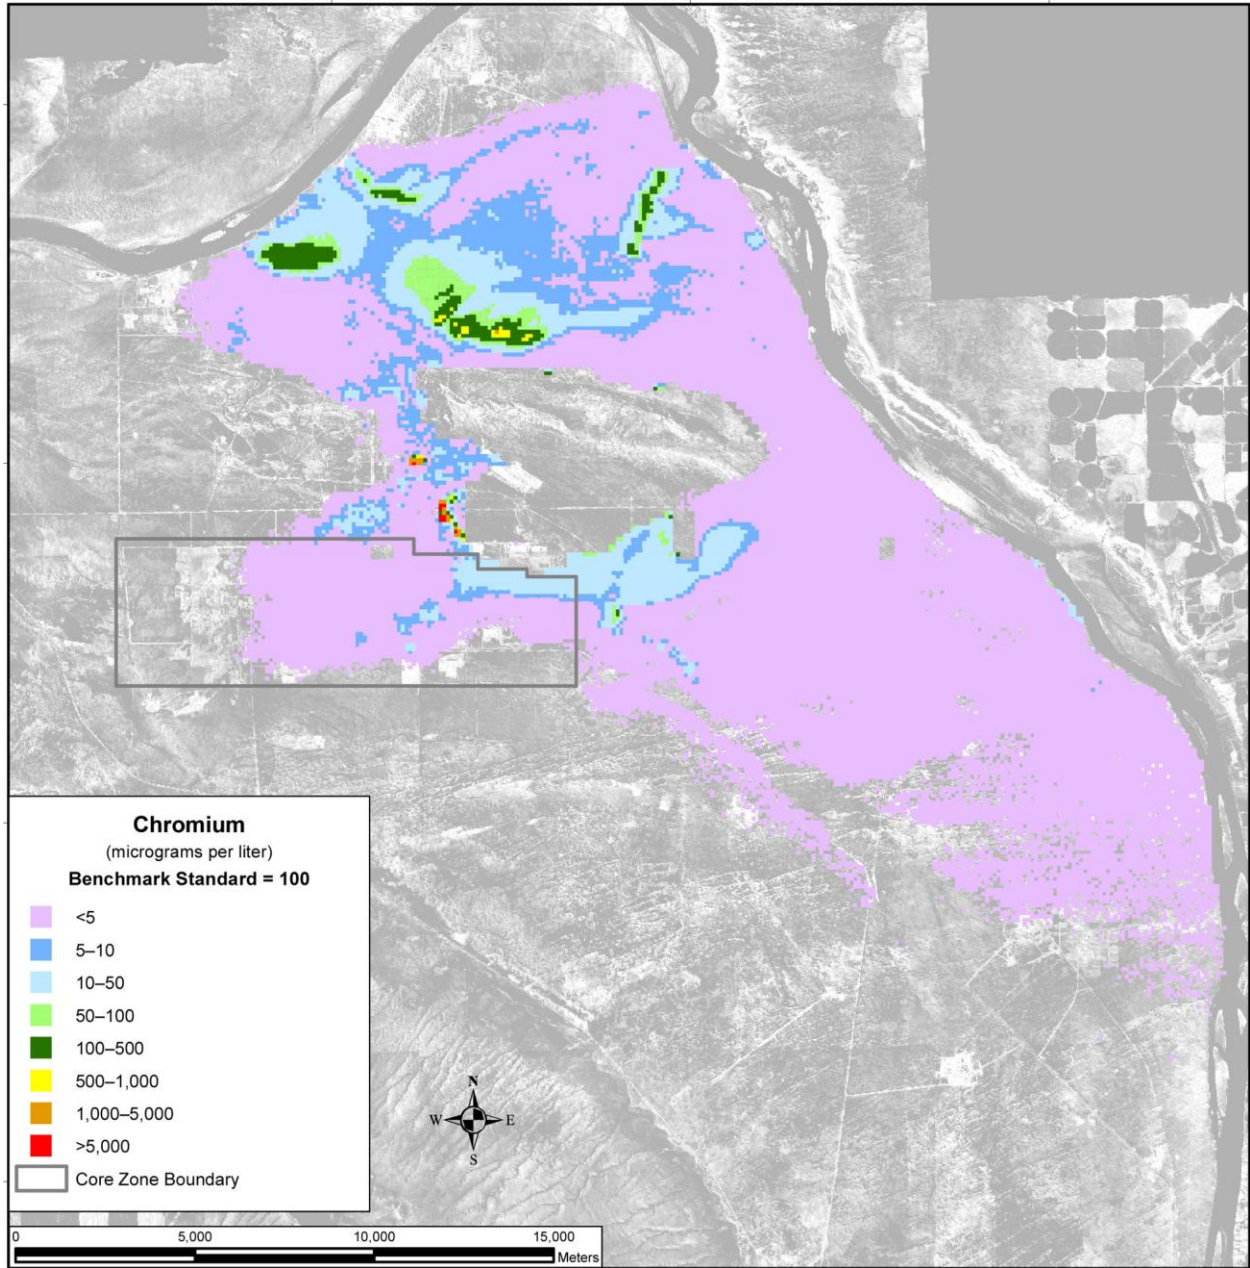 N
W E
S
Chromium
(micrograms per liter)
Benchmark Standard = 100
<5
5–10
10–50
50–100
100–500
500–1,000
1,000–5,000
>5,000
Core Zone Boundary
0 5,000 10,000 15,000
Meters